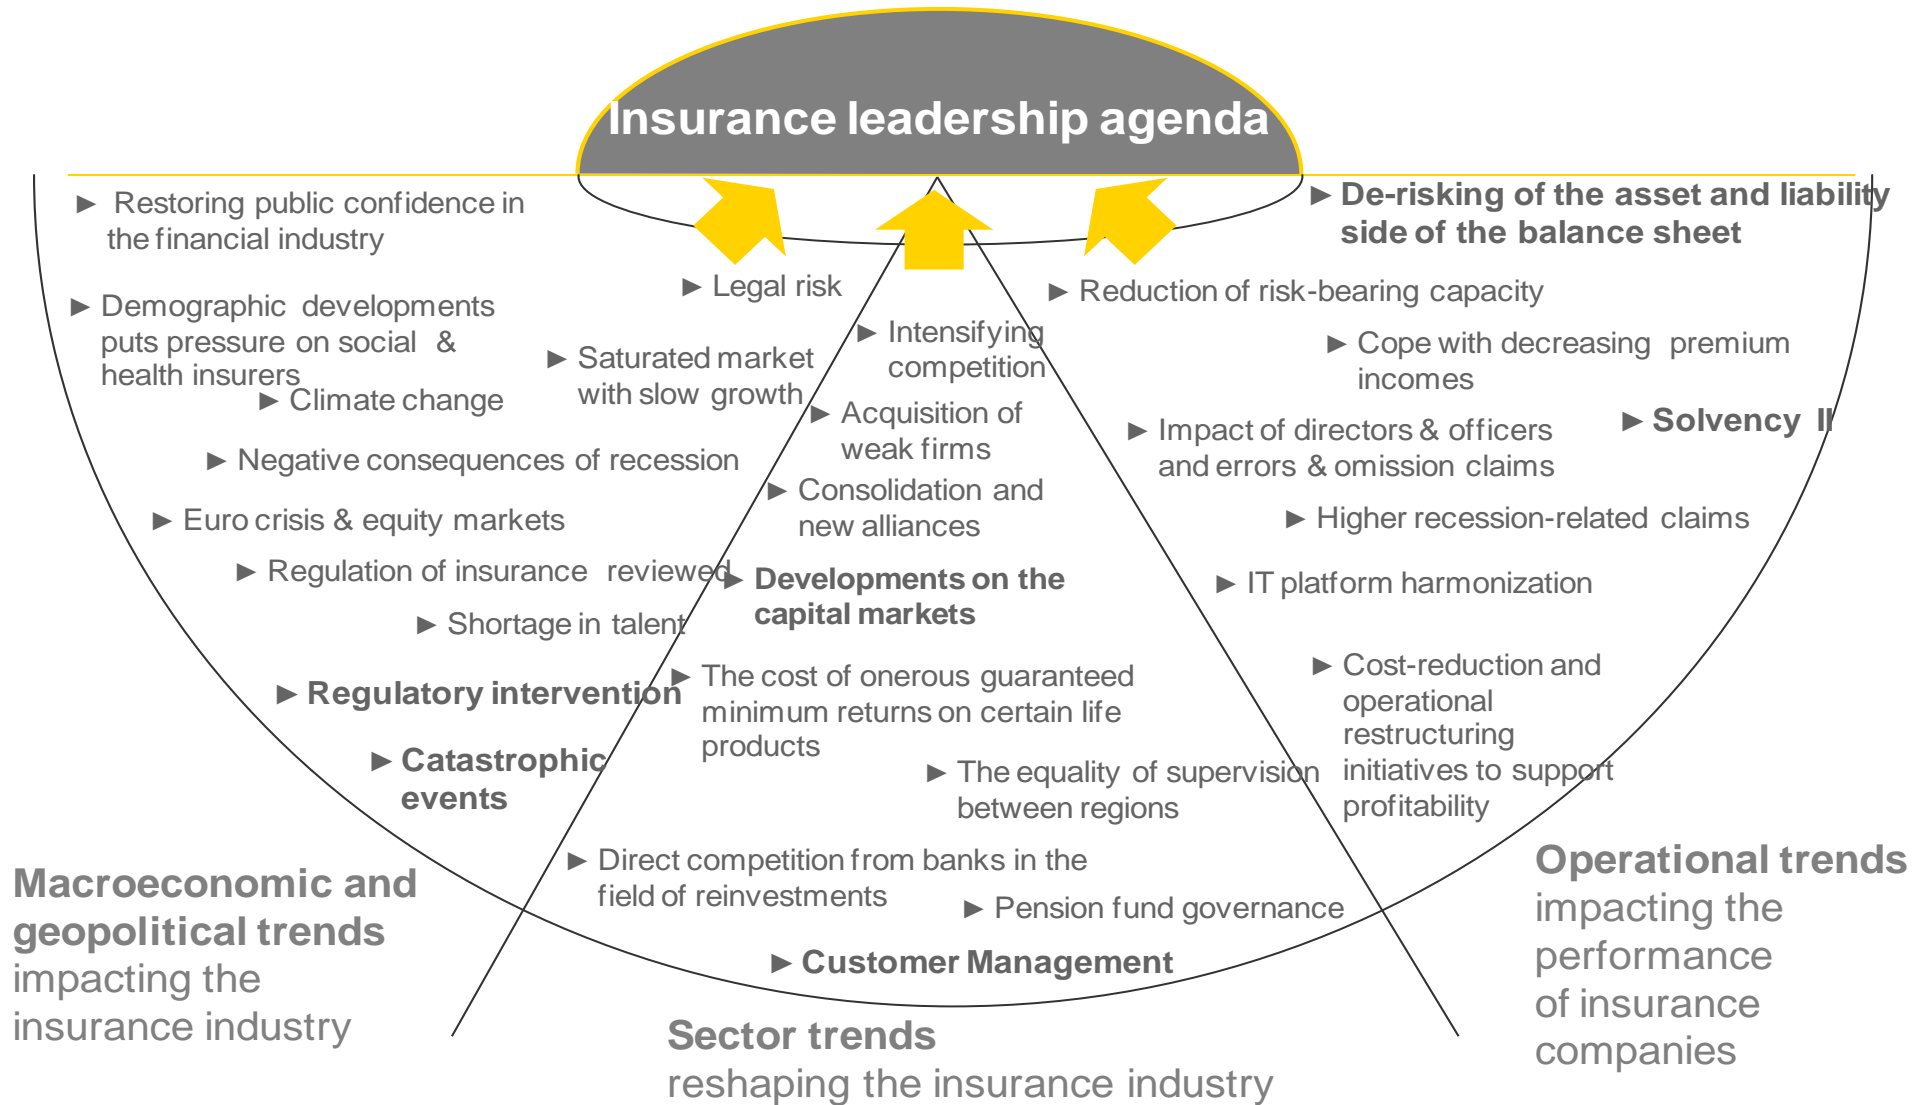 Insurance leadership agenda
► Restoring public confidence in
the financial industry
► Demographic developments
puts pressure on social &
health insurers
► Climate change
► Legal risk
► Saturated market
with slow growth
► Negative consequences of recession
► Euro crisis & equity markets
► Regulation of insurance reviewed
► Shortage in talent
► Regulatory intervention
► Catastrophic
events
► Intensifying
competition
► Acquisition of
weak firms
► Consolidation and
new alliances
► Developments on the
capital markets
► The cost of onerous guaranteed
minimum returns on certain life
products
► The equality of supervision
between regions
► Direct competition from banks in the
field of reinvestments
► Pension fund governance
► Customer Management
► De-risking of the asset and liability
side of the balance sheet
► Reduction of risk-bearing capacity
► Cope with decreasing premium
incomes
► Solvency II
► Impact of directors & officers
and errors & omission claims
► Higher recession-related claims
► IT platform harmonization
► Cost-reduction and
operational
restructuring
initiatives to support
profitability
Macroeconomic and
geopolitical trends
impacting the
insurance industry
Sector trends
reshaping the insurance industry
Operational trends
impacting the
performance
of insurance
companies